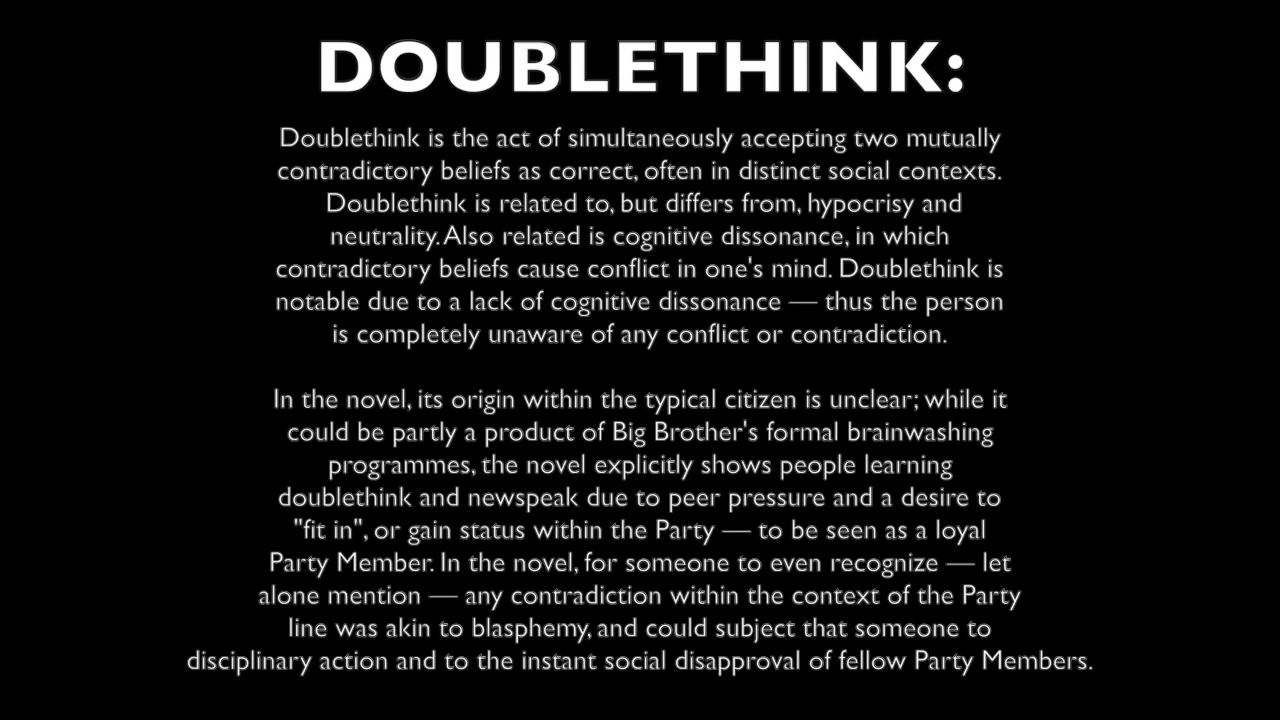 DOUBLETHINK:
Doublethink is the act of simultaneously accepting two mutually
contradictory beliefs as correct, often in distinct social contexts.
Doublethink is related to, but differs from, hypocrisy and
neutrality. Also related is cognitive dissonance, in which
contradictory beliefs cause conflict in one's mind. Doublethink is
notable due to a lack of cognitive dissonance — thus the person
is completely unaware of any conflict or contradiction.
In the novel, its origin within the typical citizen is unclear; while it
could be partly a product of Big Brother's formal brainwashing
programmes, the novel explicitly shows people learning
doublethink and newspeak due to peer pressure and a desire to
"fit in", or gain status within the Party — to be seen as a loyal
Party Member. In the novel, for someone to even recognize — let
alone mention — any contradiction within the context of the Party
line was akin to blasphemy, and could subject that someone to
disciplinary action and to the instant social disapproval of fellow Party Members.